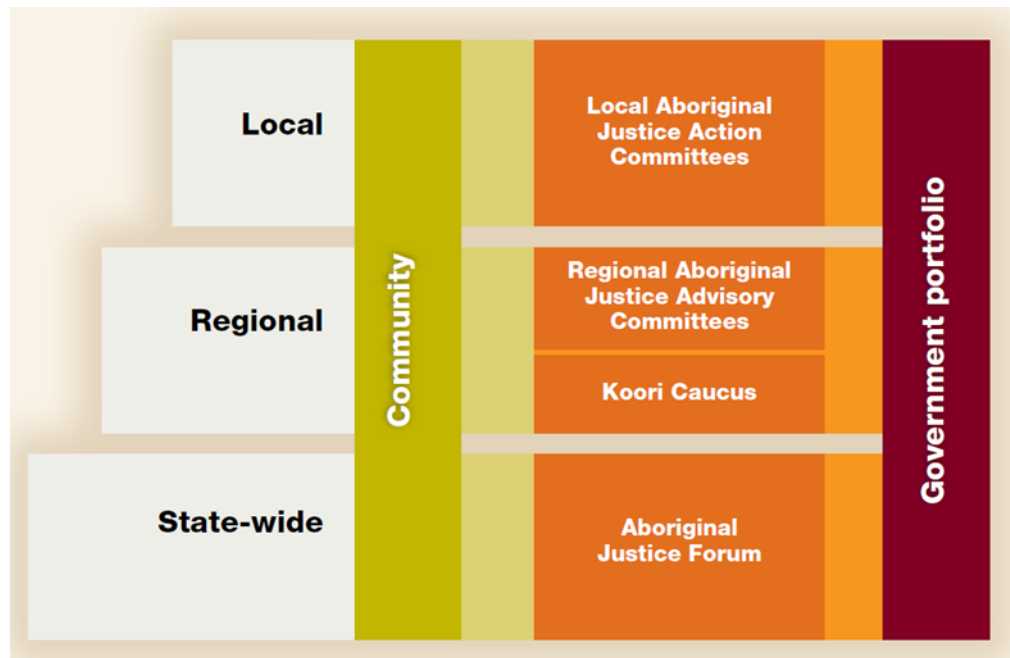 Local
Community
Local Aboriginal
Justice Action
Committees
Government portfolio
Regional
Regional Aboriginal
Justice Advisory
Committees
Koori Caucus
State-wide
Aboriginal
Justice Forum